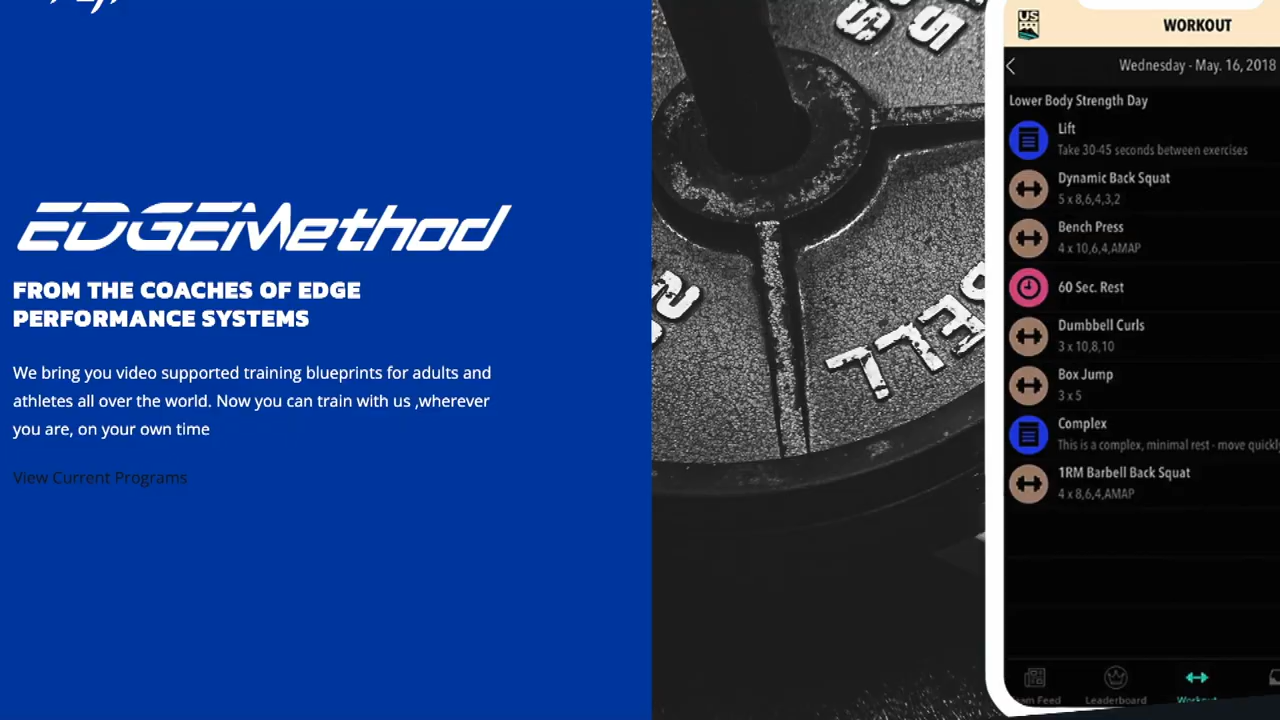 EDGEMethod
FROM THE COACHES OF EDGE
PERFORMANCE SYSTEMS
We bring you video supported training blueprints for adults and
athletes all over the world. Now you can train with us ,wherever
you are, on your own time
View Current Programs
US
WORKOUT
Wednesday - May. 16, 2018
Lower Body Strength Day
Lift
Take 30-45 seconds between exercises
Dynamic Back Squat
5 x 8,6,4,3,2
Bench Press
4 x 10,6,4,AMAP
60 Sec. Rest
Dumbbell Curls
3 x 10,8,10
Box Jump
3 x 5
Complex
This is a complex, minimal rest - move quickly
1RM Barbell Back Squat
4 x 8,6,4,AMAP
Feed
Leaderboard
Workout